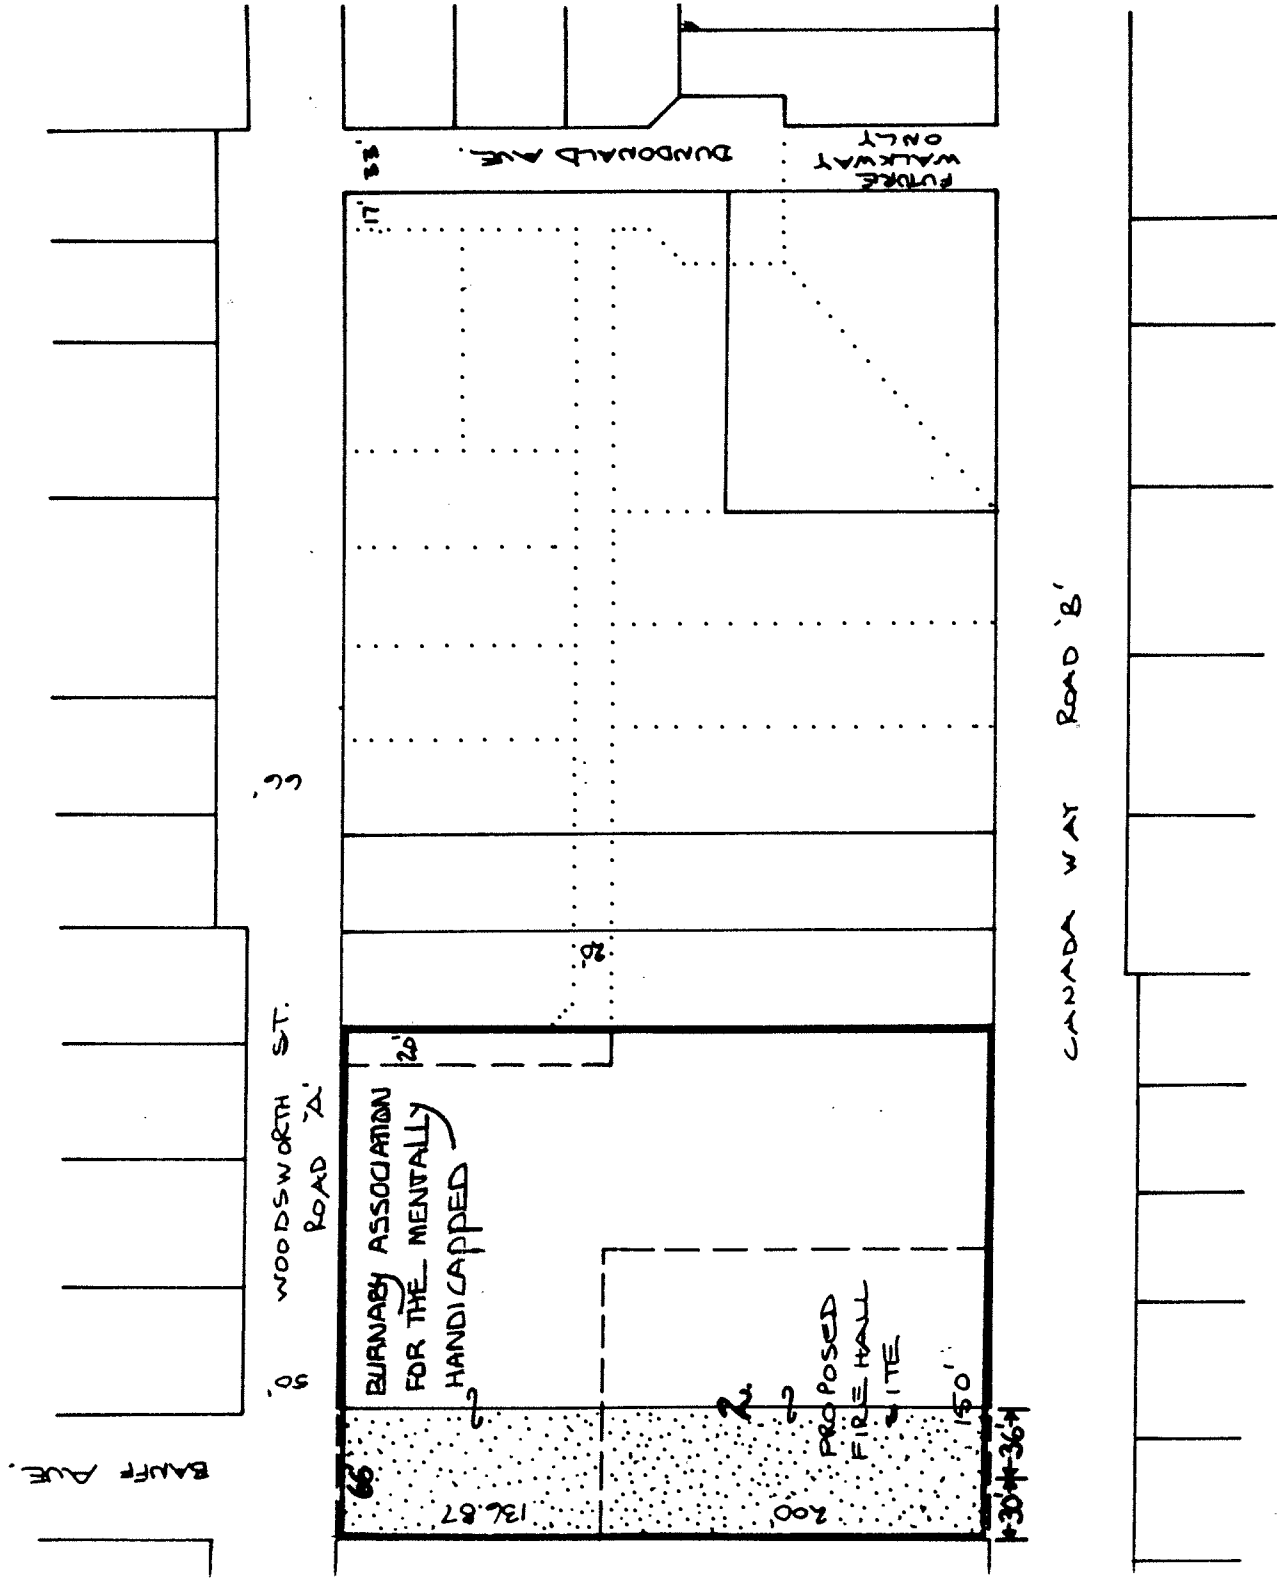 33'
DUNDONALD AVE.
FUTURE
WALKWAY
ONLY
17'
66'
CANADA WAY ROAD 'B'
20'
WOODSWORTH ST.
ROAD 'A'
20'
BURNABY ASSOCIATION
FOR THE MENTALLY
HANDICAPPED
50'
PROPOSED
FIRE HALL
SITE
150'
BANFF AVE.
66'
136.87
200
30' 36'